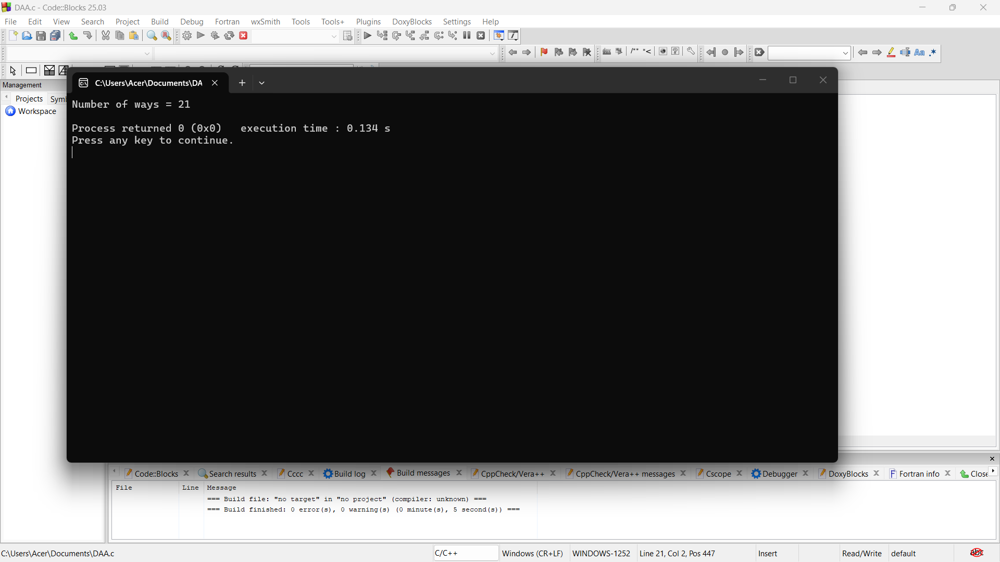 DAA.c - Code::Blocks 25.03
File Edit View Search Project Build Debug Fortran wxSmith Tools Tools+ Plugins DoxyBlocks Settings Help
Management
Projects
Workspace
C:\Users\Acer\Documents\DA
Number of ways = 21
Process returned 0 (0x0)   execution time : 0.134 s
Press any key to continue.
Code::Blocks Search results Cccc Build log Build messages CppCheck/Vera++ CppCheck/Vera++ messages Cscope Debugger DoxyBlocks Fortran info
File Line Message
=== Build file: "no target" in "no project" (compiler: unknown) ===
=== Build finished: 0 error(s), 0 warning(s) (0 minute(s), 5 second(s)) ===
C:\Users\Acer\Documents\DAA.c C/C++ Windows (CR+LF) WINDOWS-1252 Line 21, Col 2, Pos 447 Insert Read/Write default